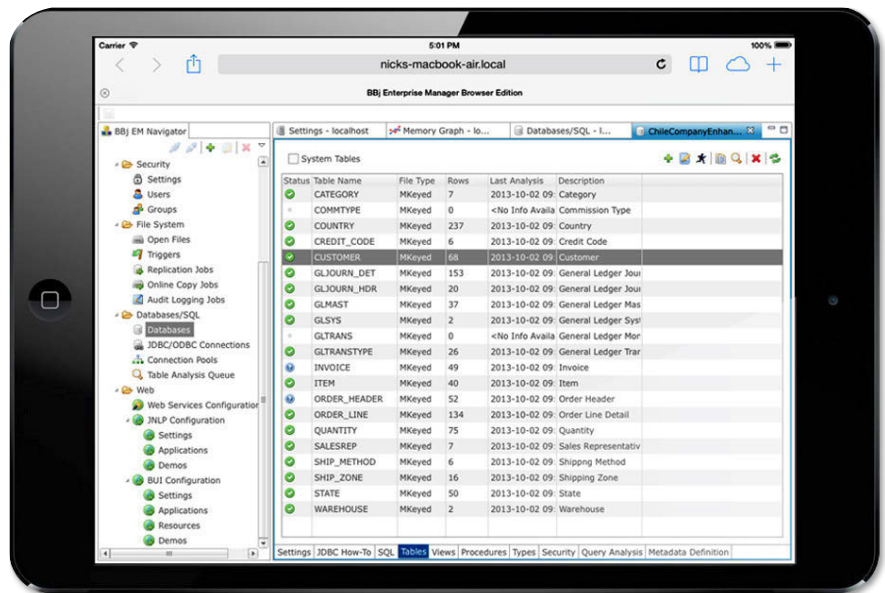 Carrier 5:01 PM 100%
nicks-macbook-air.local
BBj Enterprise Manager Browser Edition
BBj EM Navigator
Security
Settings
Users
Groups
File System
Open Files
Triggers
Replication Jobs
Online Copy Jobs
Audit Logging Jobs
Databases/SQL
Databases
JDBC/ODBC Connections
Connection Pools
Table Analysis Queue
Web
Web Services Configuration
JNLP Configuration
Settings
Applications
Demos
BUI Configuration
Settings
Applications
Resources
Demos
Settings - localhost Memory Graph - lo... Databases/SQL - l... ChileCompanyEnhan...
System Tables
Status Table Name File Type Rows Last Analysis Description
CATEGORY MKeyed 7 2013-10-02 09: Category
COMMTYPE MKeyed 0 <No Info Availa Commission Type
COUNTRY MKeyed 237 2013-10-02 09: Country
CREDIT_CODE MKeyed 6 2013-10-02 09: Credit Code
CUSTOMER MKeyed 68 2013-10-02 09: Customer
GLJOURN_DET MKeyed 153 2013-10-02 09: General Ledger Jour
GLJOURN_HDR MKeyed 20 2013-10-02 09: General Ledger Jour
GLMAST MKeyed 37 2013-10-02 09: General Ledger Mas
GLSYS MKeyed 2 2013-10-02 09: General Ledger Syst
GLTRANS MKeyed 0 <No Info Availa General Ledger Mon
GLTRANSTYPE MKeyed 26 2013-10-02 09: General Ledger Tran
INVOICE MKeyed 49 2013-10-02 09: Invoice
ITEM MKeyed 40 2013-10-02 09: Item
ORDER_HEADER MKeyed 52 2013-10-02 09: Order Header
ORDER_LINE MKeyed 134 2013-10-02 09: Order Line Detail
QUANTITY MKeyed 75 2013-10-02 09: Quantity
SALESREP MKeyed 7 2013-10-02 09: Sales Representativ
SHIP_METHOD MKeyed 6 2013-10-02 09: Shippng Method
SHIP_ZONE MKeyed 16 2013-10-02 09: Shipping Zone
STATE MKeyed 50 2013-10-02 09: State
WAREHOUSE MKeyed 2 2013-10-02 09: Warehouse
Settings JDBC How-To SQL Tables Views Procedures Types Security Query Analysis Metadata Definition